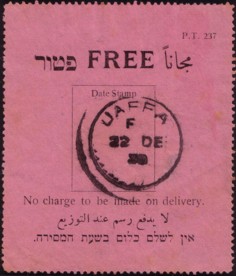 P.T. 237
פטור FREE مجاناً
Date Stamp
JAFFA
22 DE
No charge to be made on delivery.
لا يدفع رسم عند التوزيع
אין לשלם כלום בשעת המסירה.